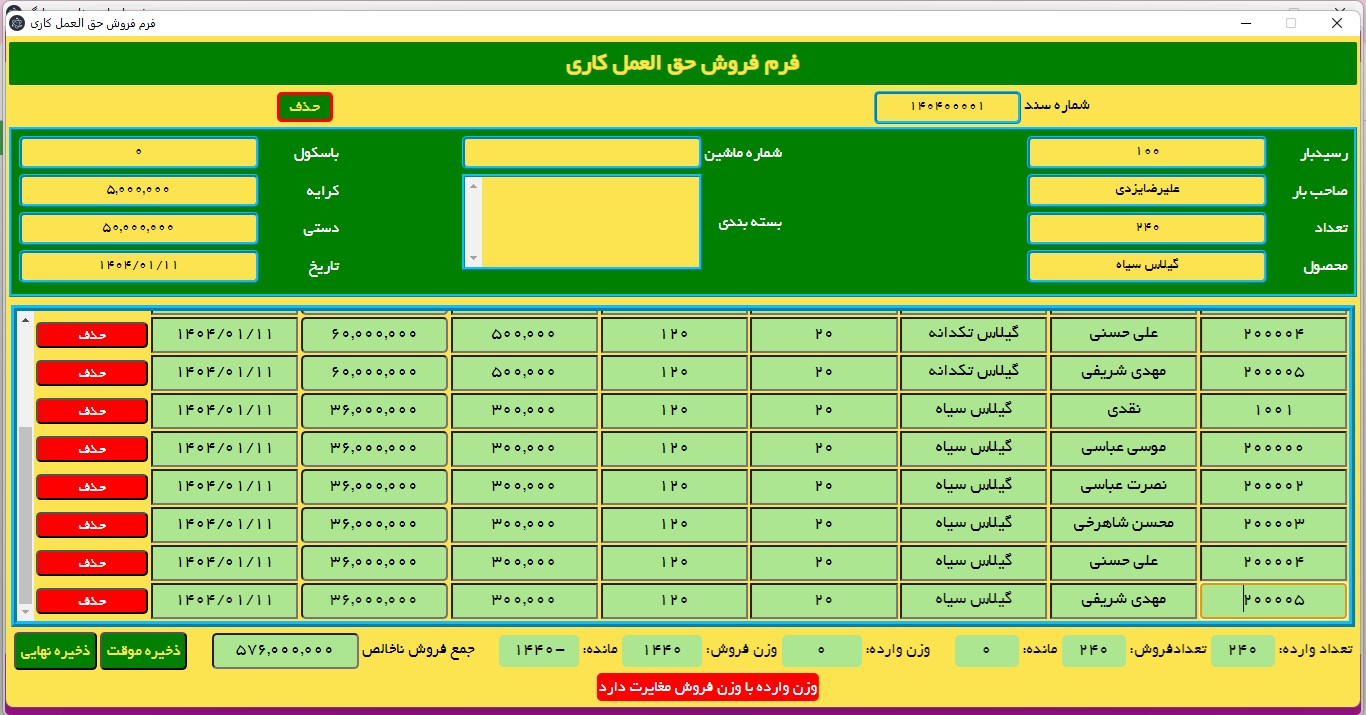 فرم فروش حق العمل کاری
فرم فروش حق العمل کاری
شماره سند ۱۴۰۴۰۰۰۰۱ حذف
رسیدبار ۱۰۰ شماره ماشین باسکول ۰
صاحب بار علیرضایزدی بسته بندی کرایه ۵,۰۰۰,۰۰۰
تعداد ۲۴۰ دستی ۵۰,۰۰۰,۰۰۰
محصول گیلاس سیاه تاریخ ۱۴۰۴/۰۱/۱۱
۲۰۰۰۰۴ علی حسنی گیلاس تکدانه ۲۰ ۱۲۰ ۵۰۰,۰۰۰ ۶۰,۰۰۰,۰۰۰ ۱۴۰۴/۰۱/۱۱ حذف
۲۰۰۰۰۵ مهدی شریفی گیلاس تکدانه ۲۰ ۱۲۰ ۵۰۰,۰۰۰ ۶۰,۰۰۰,۰۰۰ ۱۴۰۴/۰۱/۱۱ حذف
۱۰۰۱ نقدی گیلاس سیاه ۲۰ ۱۲۰ ۳۰۰,۰۰۰ ۳۶,۰۰۰,۰۰۰ ۱۴۰۴/۰۱/۱۱ حذف
۲۰۰۰۰۰ موسی عباسی گیلاس سیاه ۲۰ ۱۲۰ ۳۰۰,۰۰۰ ۳۶,۰۰۰,۰۰۰ ۱۴۰۴/۰۱/۱۱ حذف
۲۰۰۰۰۲ نصرت عباسی گیلاس سیاه ۲۰ ۱۲۰ ۳۰۰,۰۰۰ ۳۶,۰۰۰,۰۰۰ ۱۴۰۴/۰۱/۱۱ حذف
۲۰۰۰۰۳ محسن شاهرخی گیلاس سیاه ۲۰ ۱۲۰ ۳۰۰,۰۰۰ ۳۶,۰۰۰,۰۰۰ ۱۴۰۴/۰۱/۱۱ حذف
۲۰۰۰۰۴ علی حسنی گیلاس سیاه ۲۰ ۱۲۰ ۳۰۰,۰۰۰ ۳۶,۰۰۰,۰۰۰ ۱۴۰۴/۰۱/۱۱ حذف
۲۰۰۰۰۵ مهدی شریفی گیلاس سیاه ۲۰ ۱۲۰ ۳۰۰,۰۰۰ ۳۶,۰۰۰,۰۰۰ ۱۴۰۴/۰۱/۱۱ حذف
تعداد وارده: ۲۴۰ تعدادفروش: ۲۴۰ مانده: ۰ وزن وارده: ۰ وزن فروش: ۱۴۴۰ مانده: ۱۴۴۰- جمع فروش ناخالص ۵۷۶,۰۰۰,۰۰۰ ذخیره موقت ذخیره نهایی
وزن وارده با وزن فروش مغایرت دارد